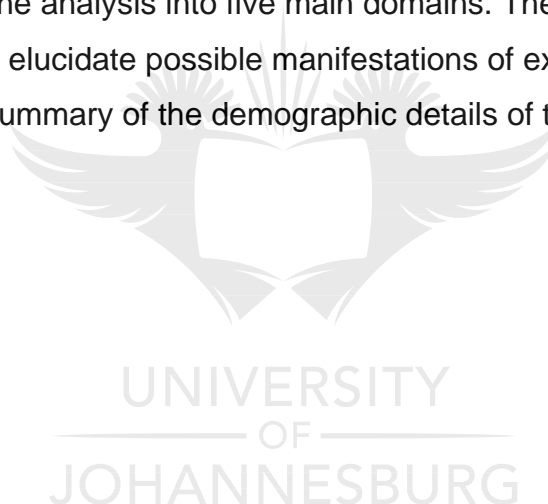 ne analysis into five main domains. The
elucidate possible manifestations of ex
ummary of the demographic details of t
UNIVERSITY
OF
JOHANNESBURG